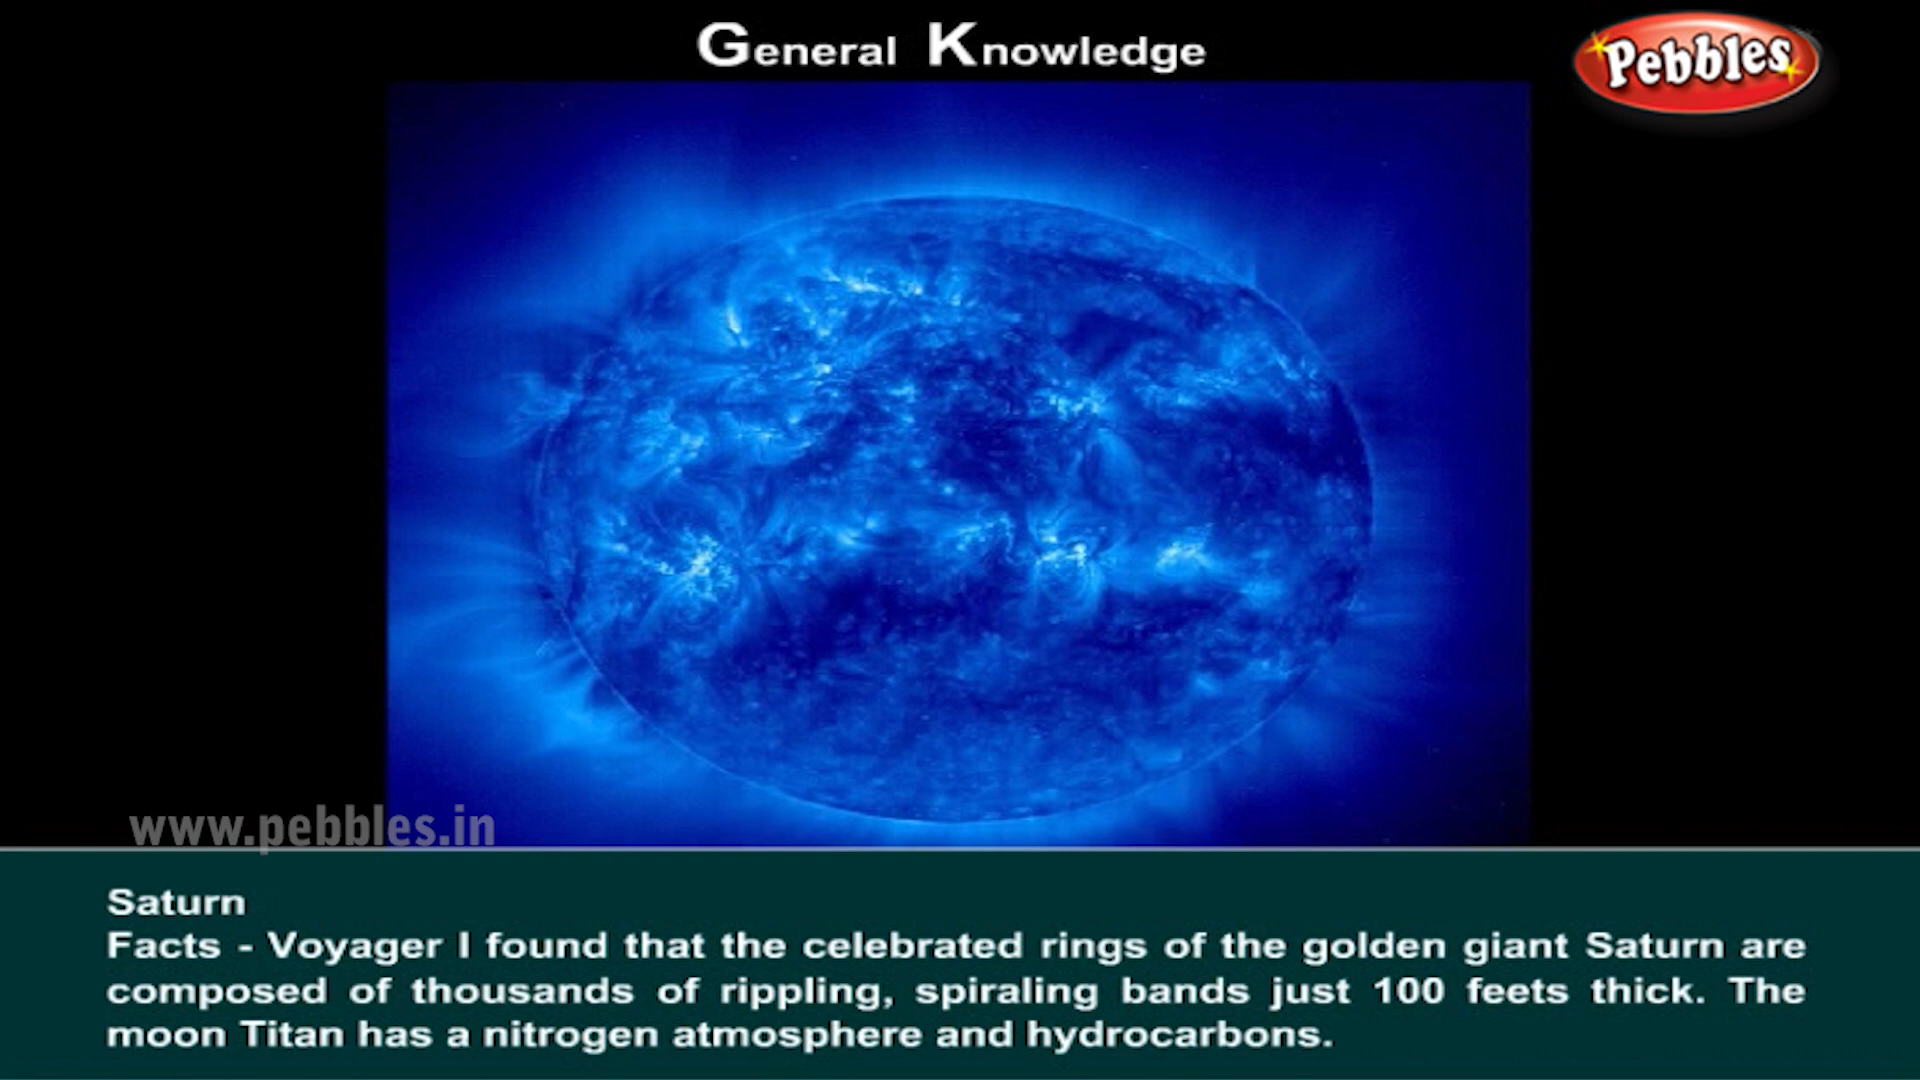 General Knowledge
Pebbles
www.pebbles.in
Saturn
Facts - Voyager I found that the celebrated rings of the golden giant Saturn are
composed of thousands of rippling, spiraling bands just 100 feets thick. The
moon Titan has a nitrogen atmosphere and hydrocarbons.